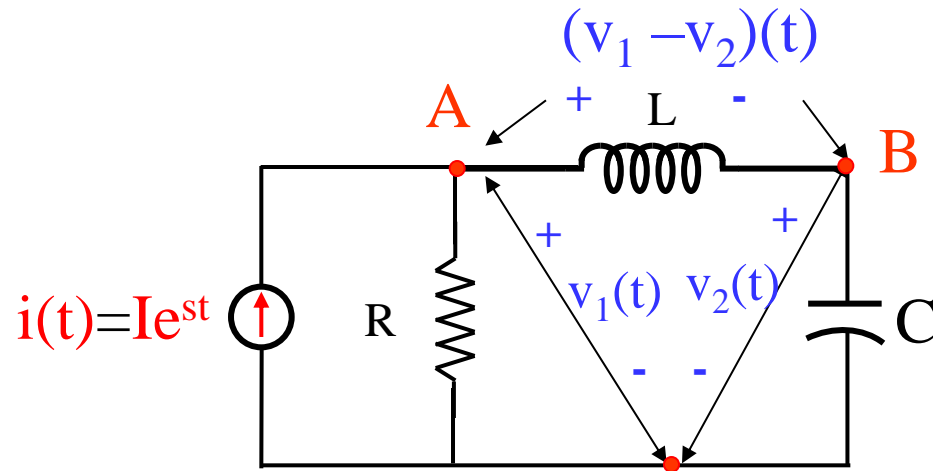 (v₁ –v₂)(t)
+ -
A L B
+ +
v₁(t) v₂(t)
i(t)=Ieˢᵗ R C
- -